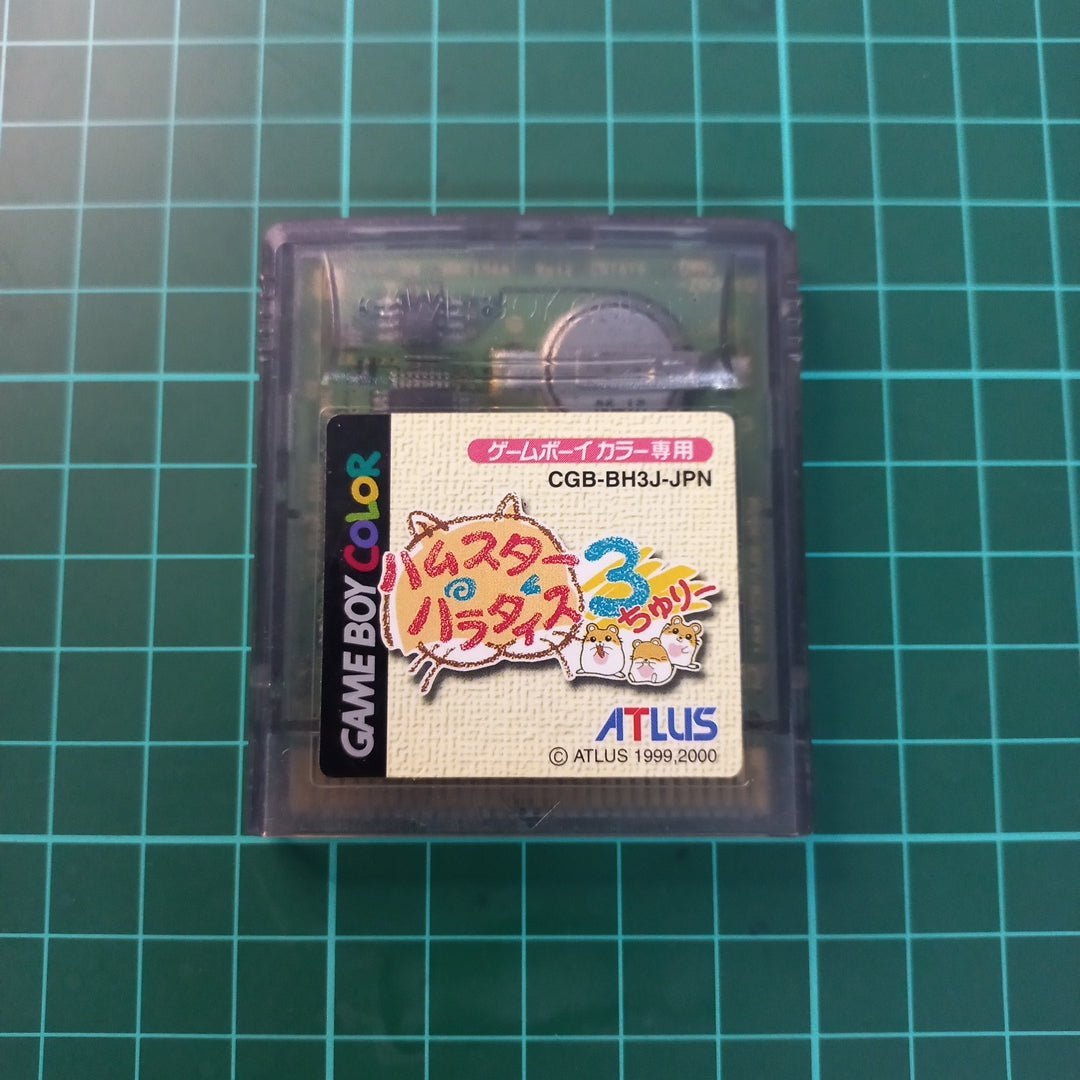 ゲームボーイ カラー専用
CGB-BH3J-JPN
GAME BOY COLOR
ハムスター
パラダイス
3
ちゅりー
ATLUS
© ATLUS 1999,2000